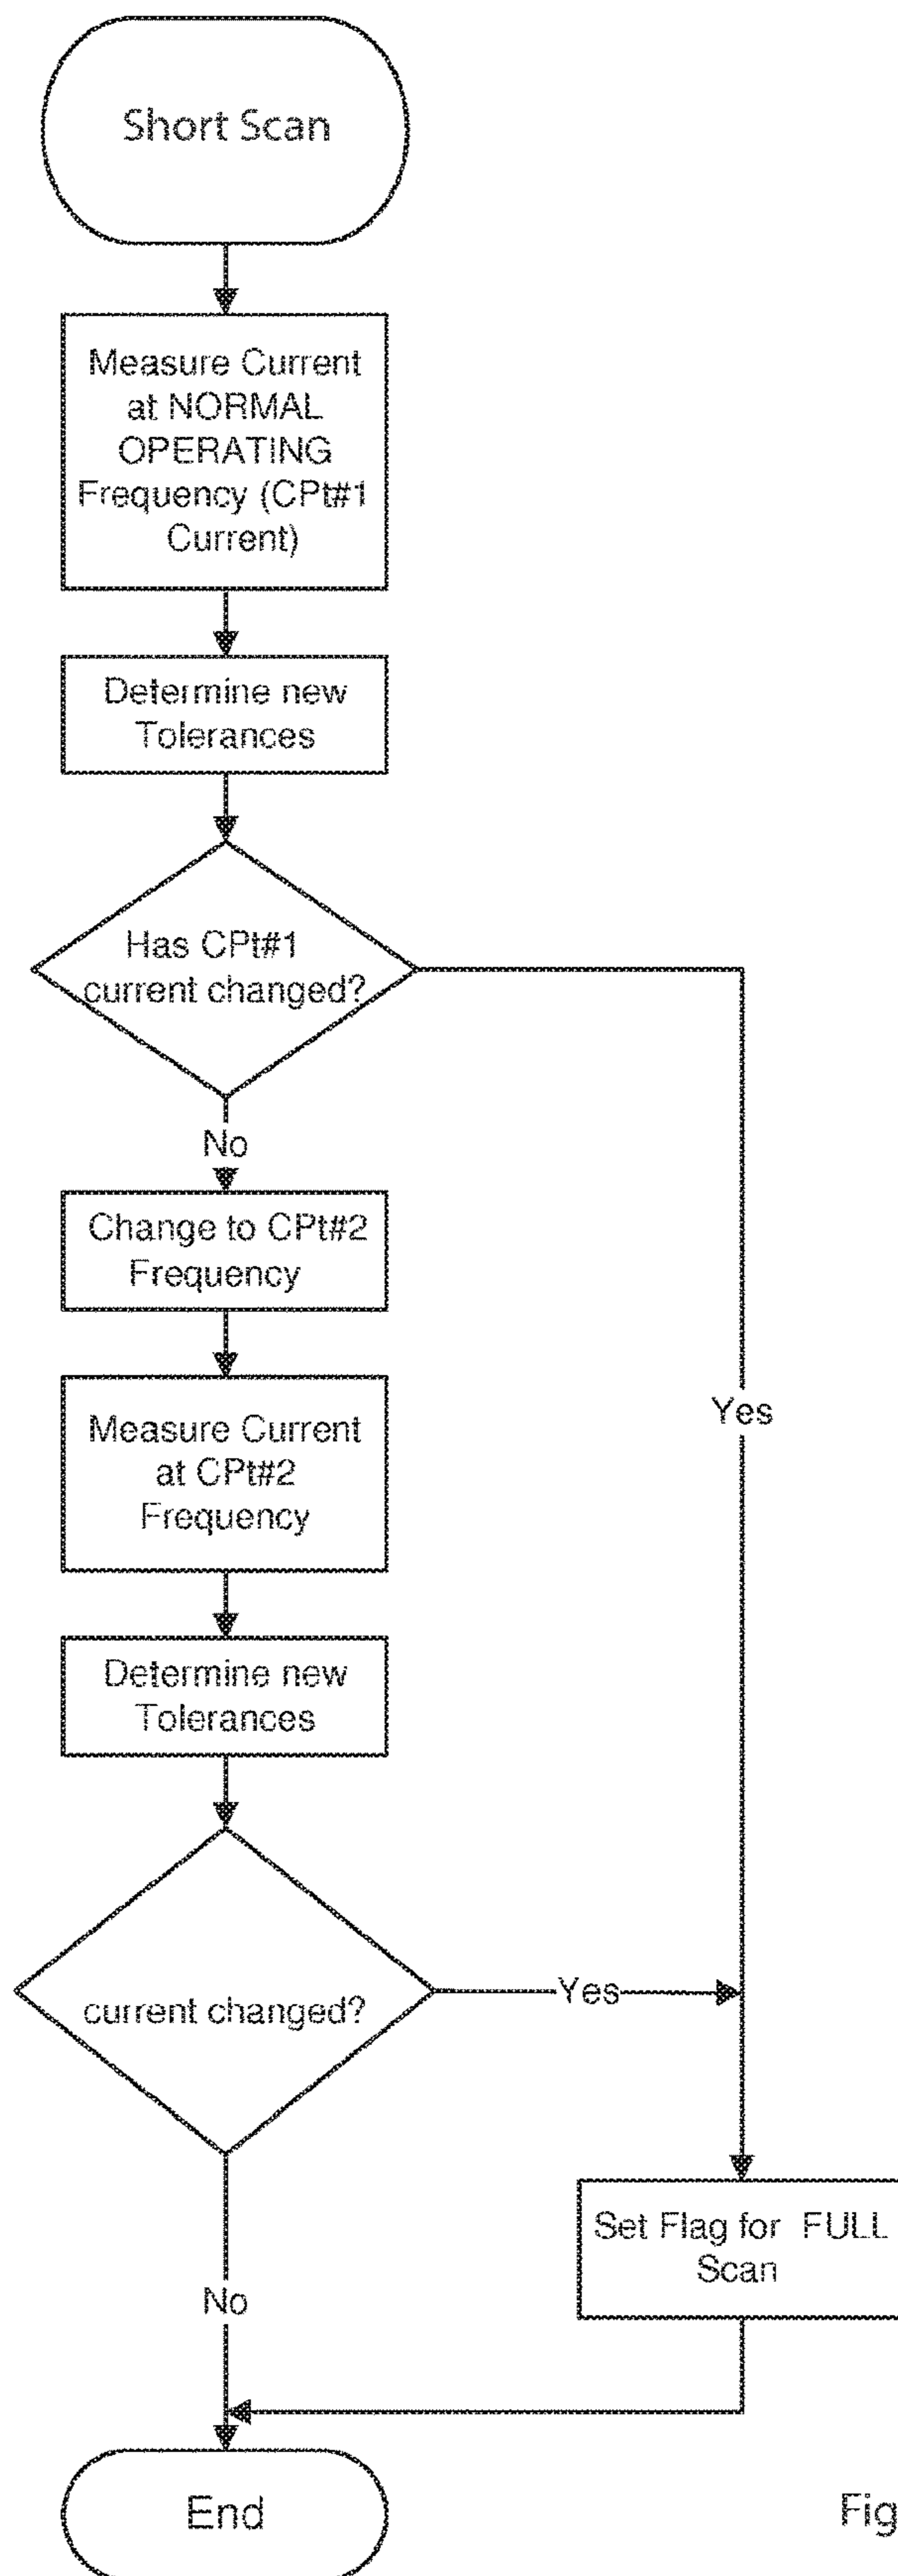 Short Scan
Measure Current
at NORMAL
OPERATING
Frequency (CPt#1
Current)
Determine new
Tolerances
Has CPt#1
current changed?
No
Change to CPt#2
Frequency
Yes
Measure Current
at CPt#2
Frequency
Determine new
Tolerances
current changed?
Yes
Set Flag for FULL
Scan
No
End
Fig